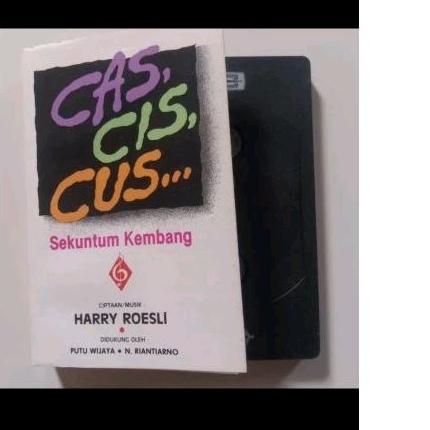 CAS,
CIS,
CUS...
Sekuntum Kembang
CIPTAAN/MUSIK :
HARRY ROESLI
DIDUKUNG OLEH
PUTU WIJAYA • N. RIANTIARNO